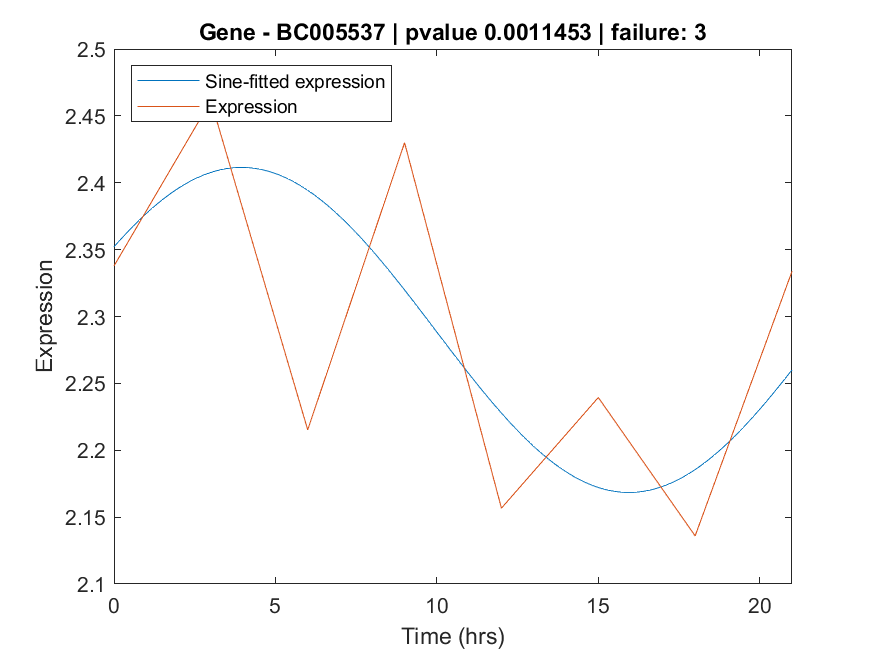 Gene - BC005537 | pvalue 0.0011453 | failure: 3
Sine-fitted expression
Expression
2.5
2.45
2.4
2.35
2.3
2.25
2.2
2.15
2.1
Expression
0
5
10
15
20
Time (hrs)